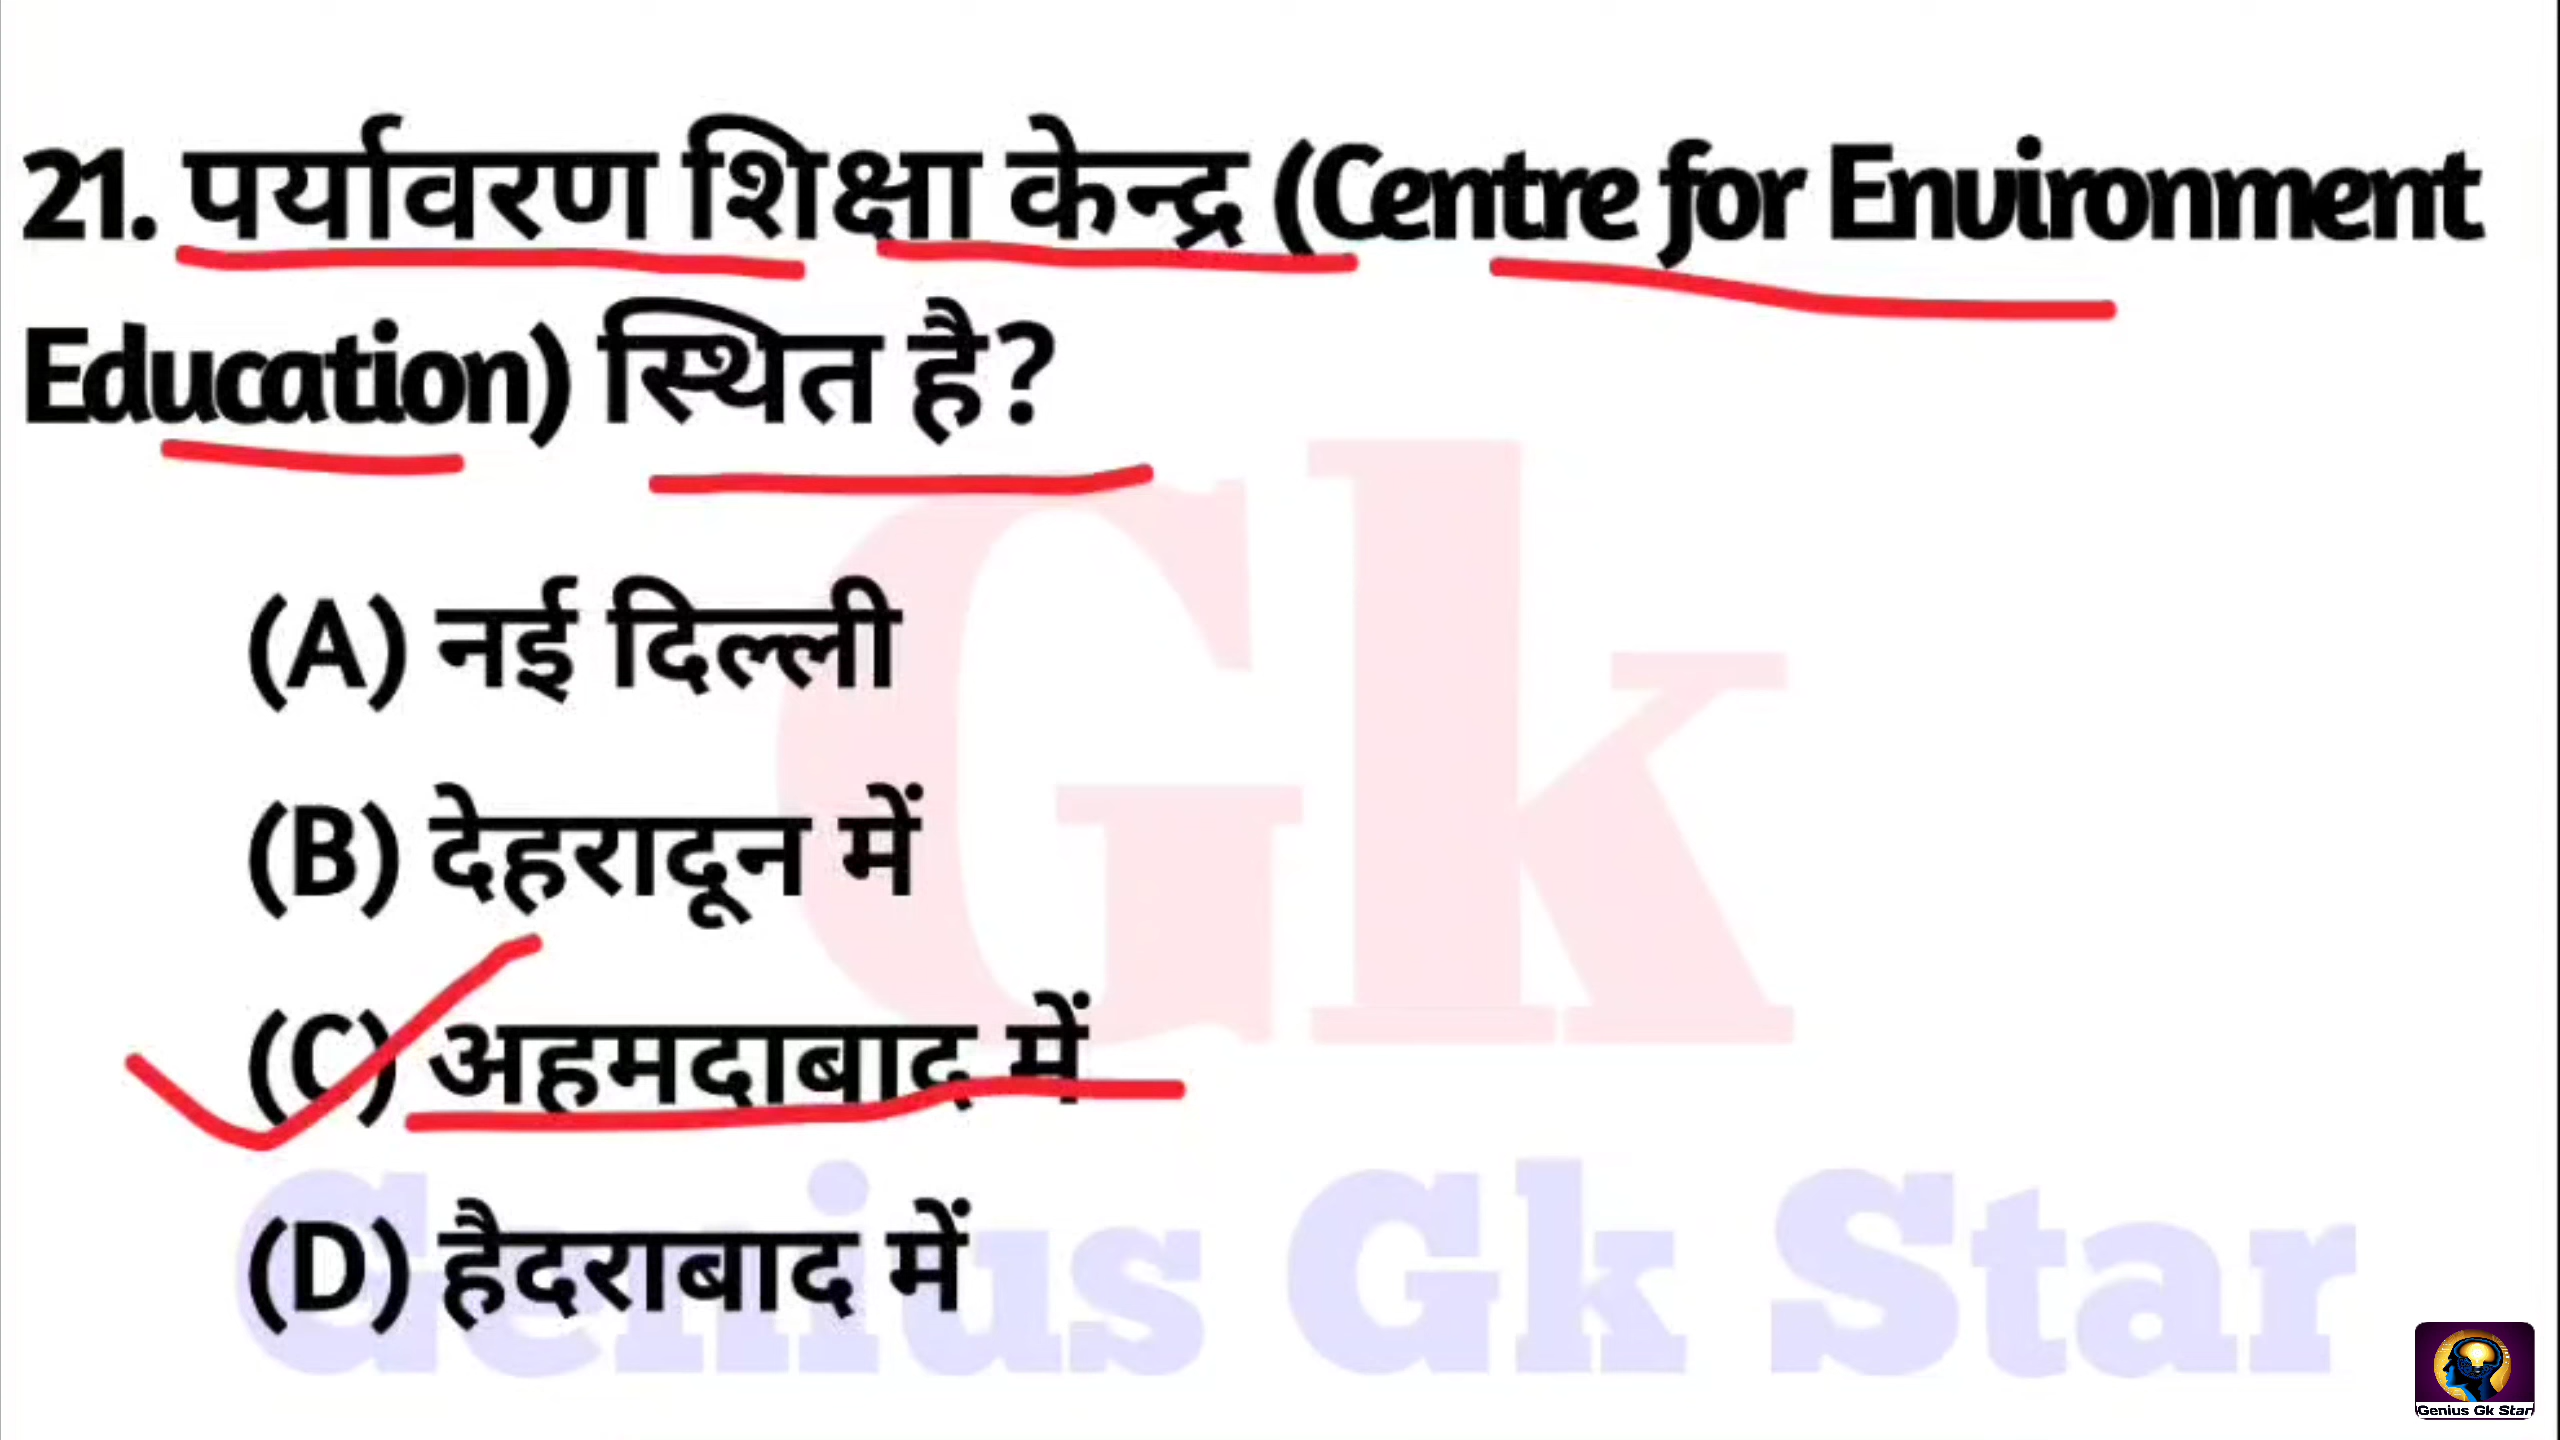 21. पर्यावरण शिक्षा केन्द्र (Centre for Environment
Education) स्थित है?
(A) नई दिल्ली
(B) देहरादून में
(C) अहमदाबाद में
(D) हैदराबाद में
Gk
Genius Gk Star
Genius Gk Star